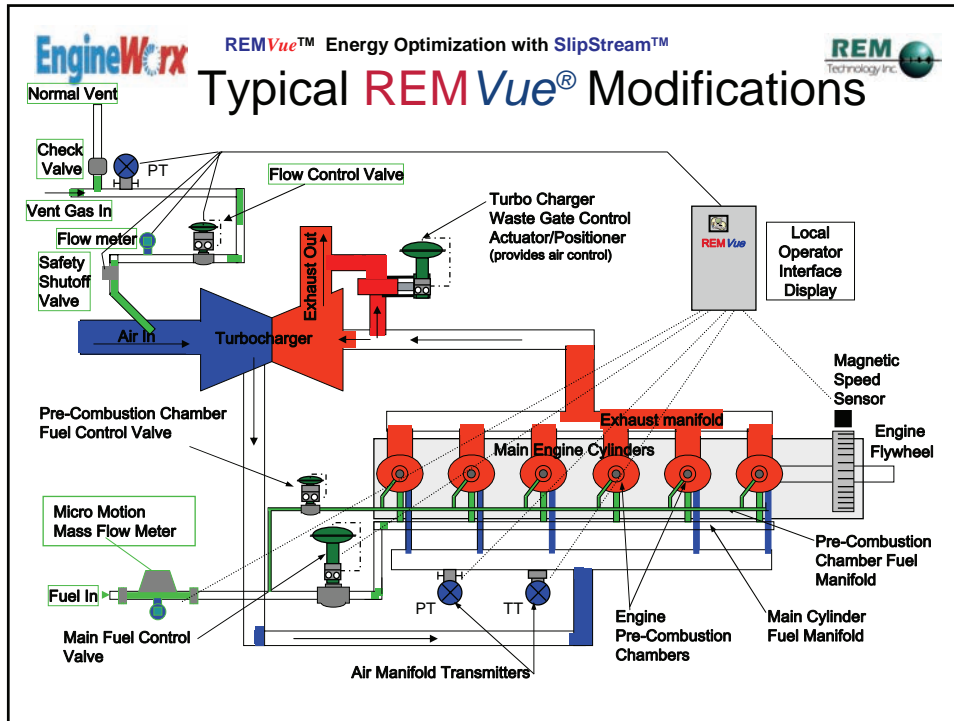 EngineWorx
REMVue™ Energy Optimization with SlipStream™
REM
Technology Inc.
Typical REMVue® Modifications
Normal Vent
Check
Valve
PT
Vent Gas In
Flow meter
Safety
Shutoff
Valve
Flow Control Valve
Turbo Charger
Waste Gate Control
Actuator/Positioner
(provides air control)
Exhaust Out
REMVue
Local
Operator
Interface
Display
Air In
Turbocharger
Magnetic
Speed
Sensor
Pre-Combustion Chamber
Fuel Control Valve
Exhaust manifold
Main Engine Cylinders
Engine
Flywheel
Micro Motion
Mass Flow Meter
Pre-Combustion
Chamber Fuel
Manifold
Fuel In
PT
TT
Main Fuel Control
Valve
Air Manifold Transmitters
Engine
Pre-Combustion
Chambers
Main Cylinder
Fuel Manifold